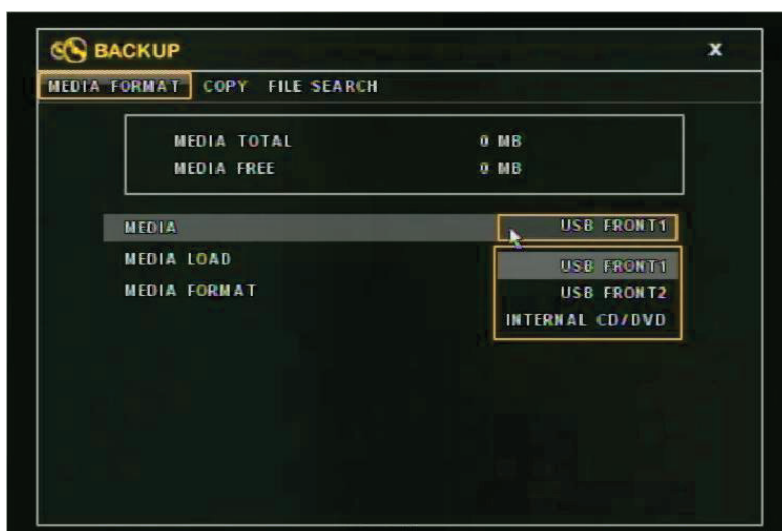 BACKUP X
MEDIA FORMAT COPY FILE SEARCH
MEDIA TOTAL 0 MB
MEDIA FREE 0 MB
MEDIA USB FRONT1
MEDIA LOAD USB FRONT1
MEDIA FORMAT USB FRONT2
INTERNAL CD/DVD